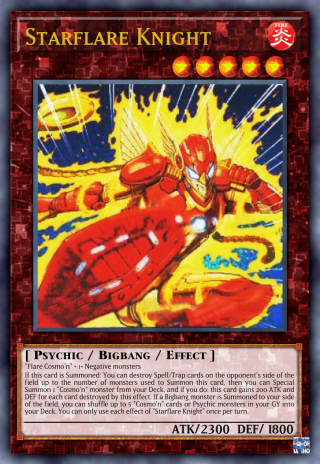 Starflare Knight
FIRE
炎
[ Psychic / Bigbang / Effect ]
"Flare Cosmo'n" + 1+ Negative monsters
If this card is Summoned: You can destroy Spell/Trap cards on the opponent's side of the
field up to the number of monsters used to Summon this card, then you can Special
Summon 1 "Cosmo'n" monster from your Deck, and if you do: this card gains 200 ATK and
DEF for each card destroyed by this effect. If a Bigbang monster is Summoned to your side
of the field, you can shuffle up to 5 "Cosmo'n" cards or Psychic monsters in your GY into
your Deck. You can only use each effect of "Starflare Knight" once per turn.
ATK/2300 DEF/ 1800